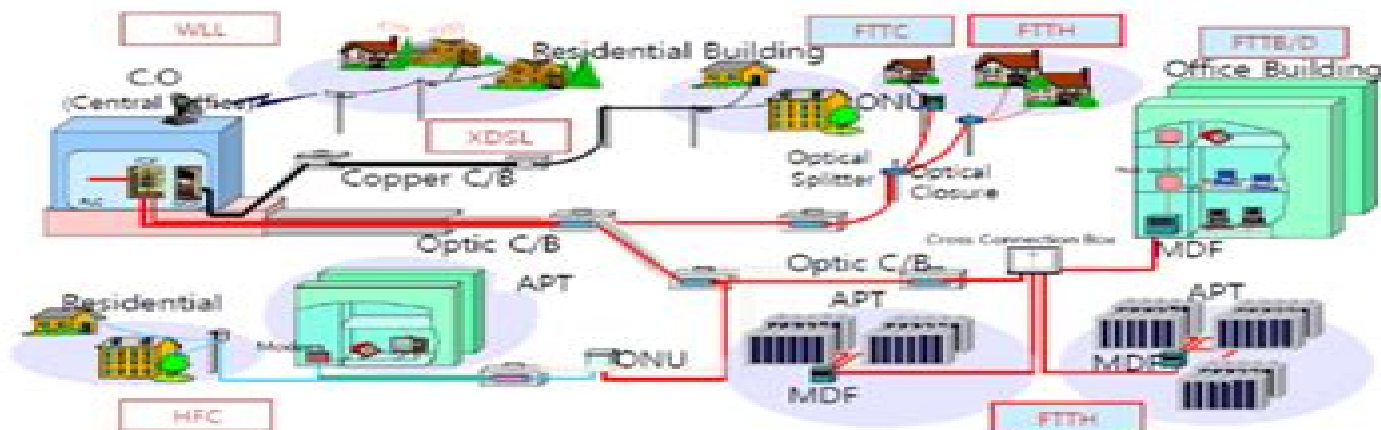 WLL
FTTC
FTTH
FTTB/D
C.O
(Central Office)
Residential Building
Office Building
ONU
XDSL
Copper C/B
Optical
Splitter
Optical
Closure
Optic C/B
Cross Connection Box
MDF
Optic C/B
APT
Residential
APT
APT
Modem
ONU
MDF
MDF
HFC
FTTH